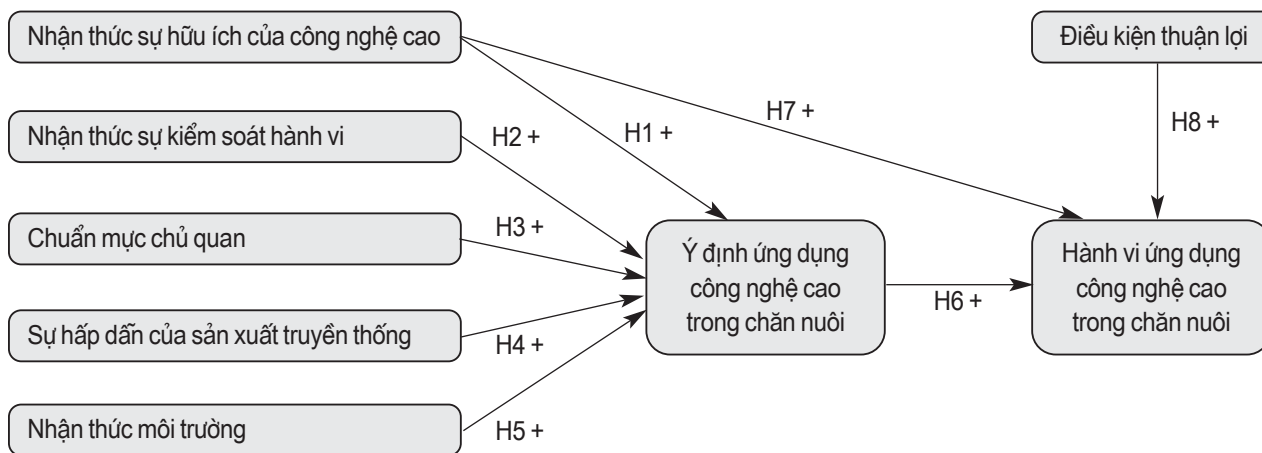 Nhận thức sự hữu ích của công nghệ cao
Điều kiện thuận lợi
H7 +
Nhận thức sự kiểm soát hành vi
H2 +
H1 +
H8 +
Chuẩn mực chủ quan
H3 +
Ý định ứng dụng
công nghệ cao
trong chăn nuôi
Hành vi ứng dụng
công nghệ cao
trong chăn nuôi
H6 +
Sự hấp dẫn của sản xuất truyền thống
H4 +
Nhận thức môi trường
H5 +